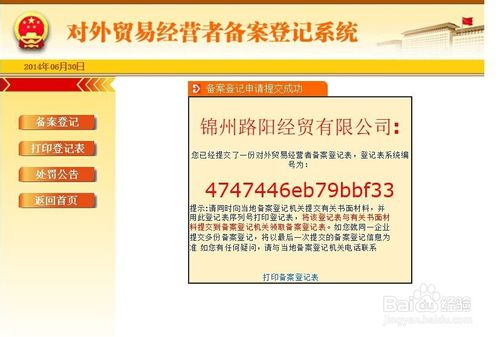 对外贸易经营者备案登记系统
2014年06月30日
备案登记
打印登记表
处罚公告
返回首页
备案登记申请提交成功
锦州路阳经贸有限公司:
您已经提交了一份对外贸易经营者备案登记表,登记表系统编
号为:
4747446eb79bbf33
提示:请同时向当地备案登记机关提交有关书面材料,并
用此登记表序列号打印登记表,将该登记表与有关书面材
料提交到备案登记机关领取备案登记表。如您就同一企业
提交多份备案登记,将以最后一次提交的备案登记信息为
准 如您有任何疑问,请与当地备案登记机关电话联系
打印备案登记表
Bai 经验
jingyan.baidu.com